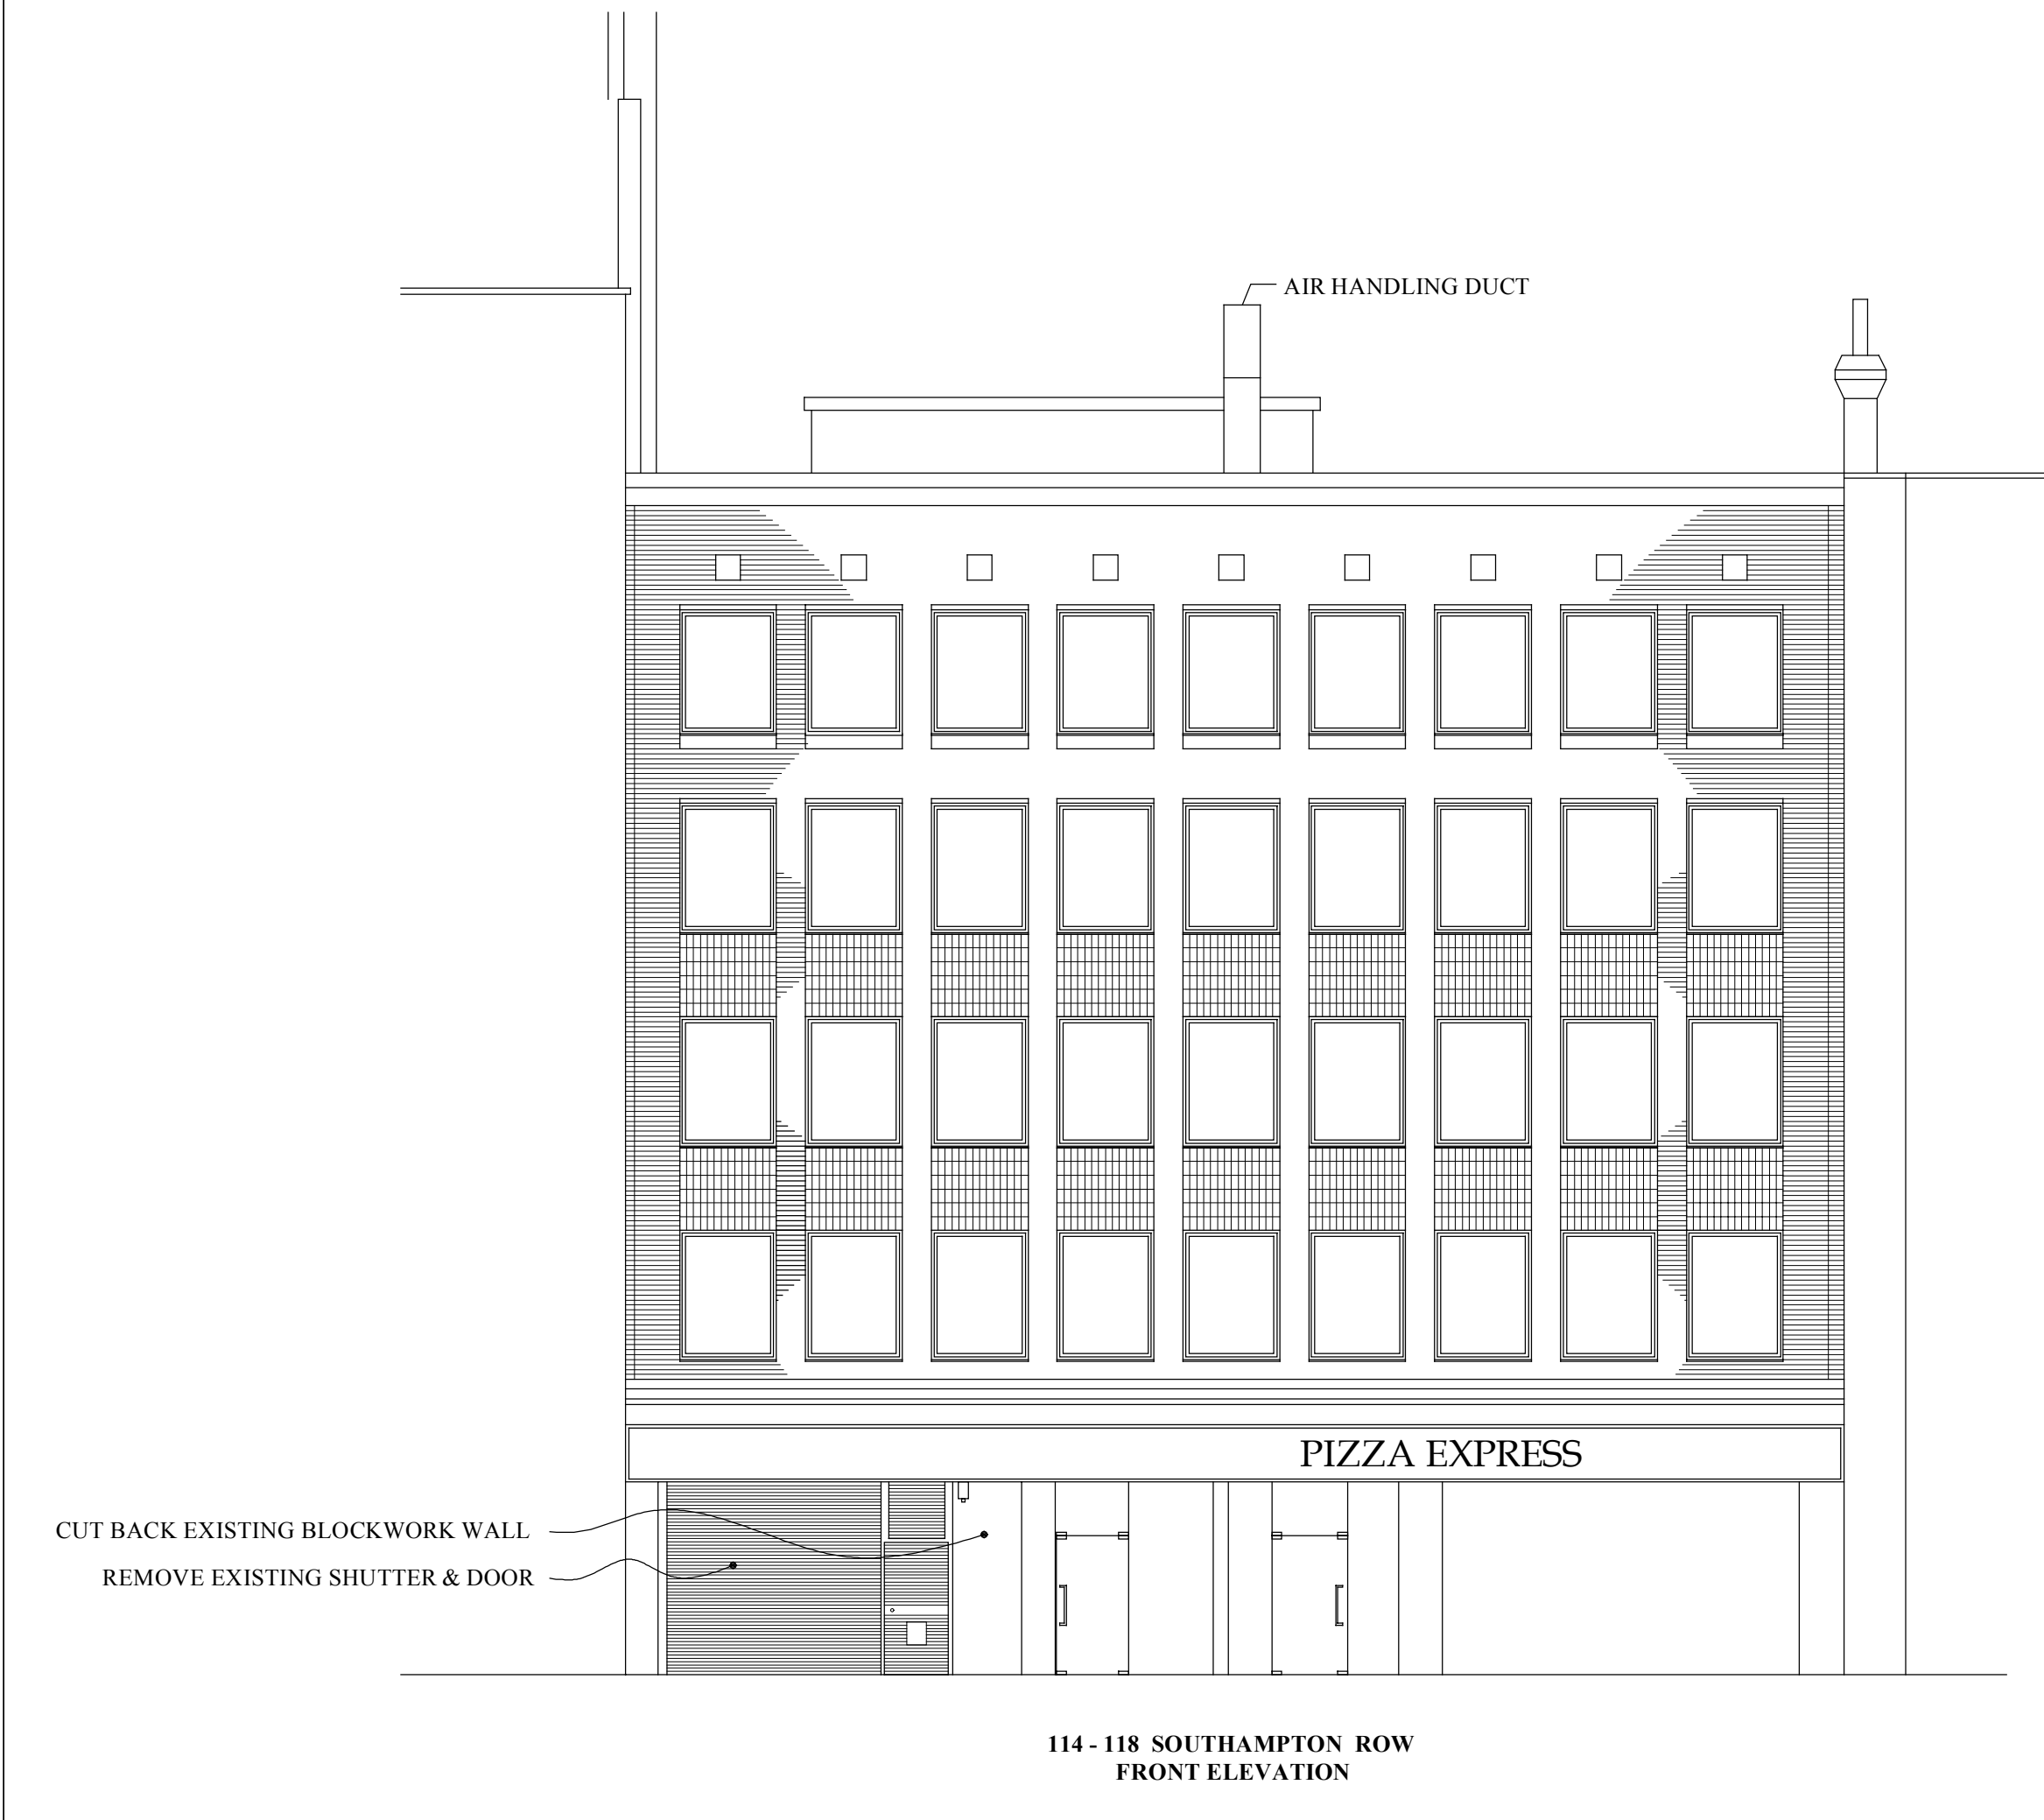 AIR HANDLING DUCT
PIZZA EXPRESS
CUT BACK EXISTING BLOCKWORK WALL
REMOVE EXISTING SHUTTER & DOOR
114 - 118 SOUTHAMPTON ROW
FRONT ELEVATION